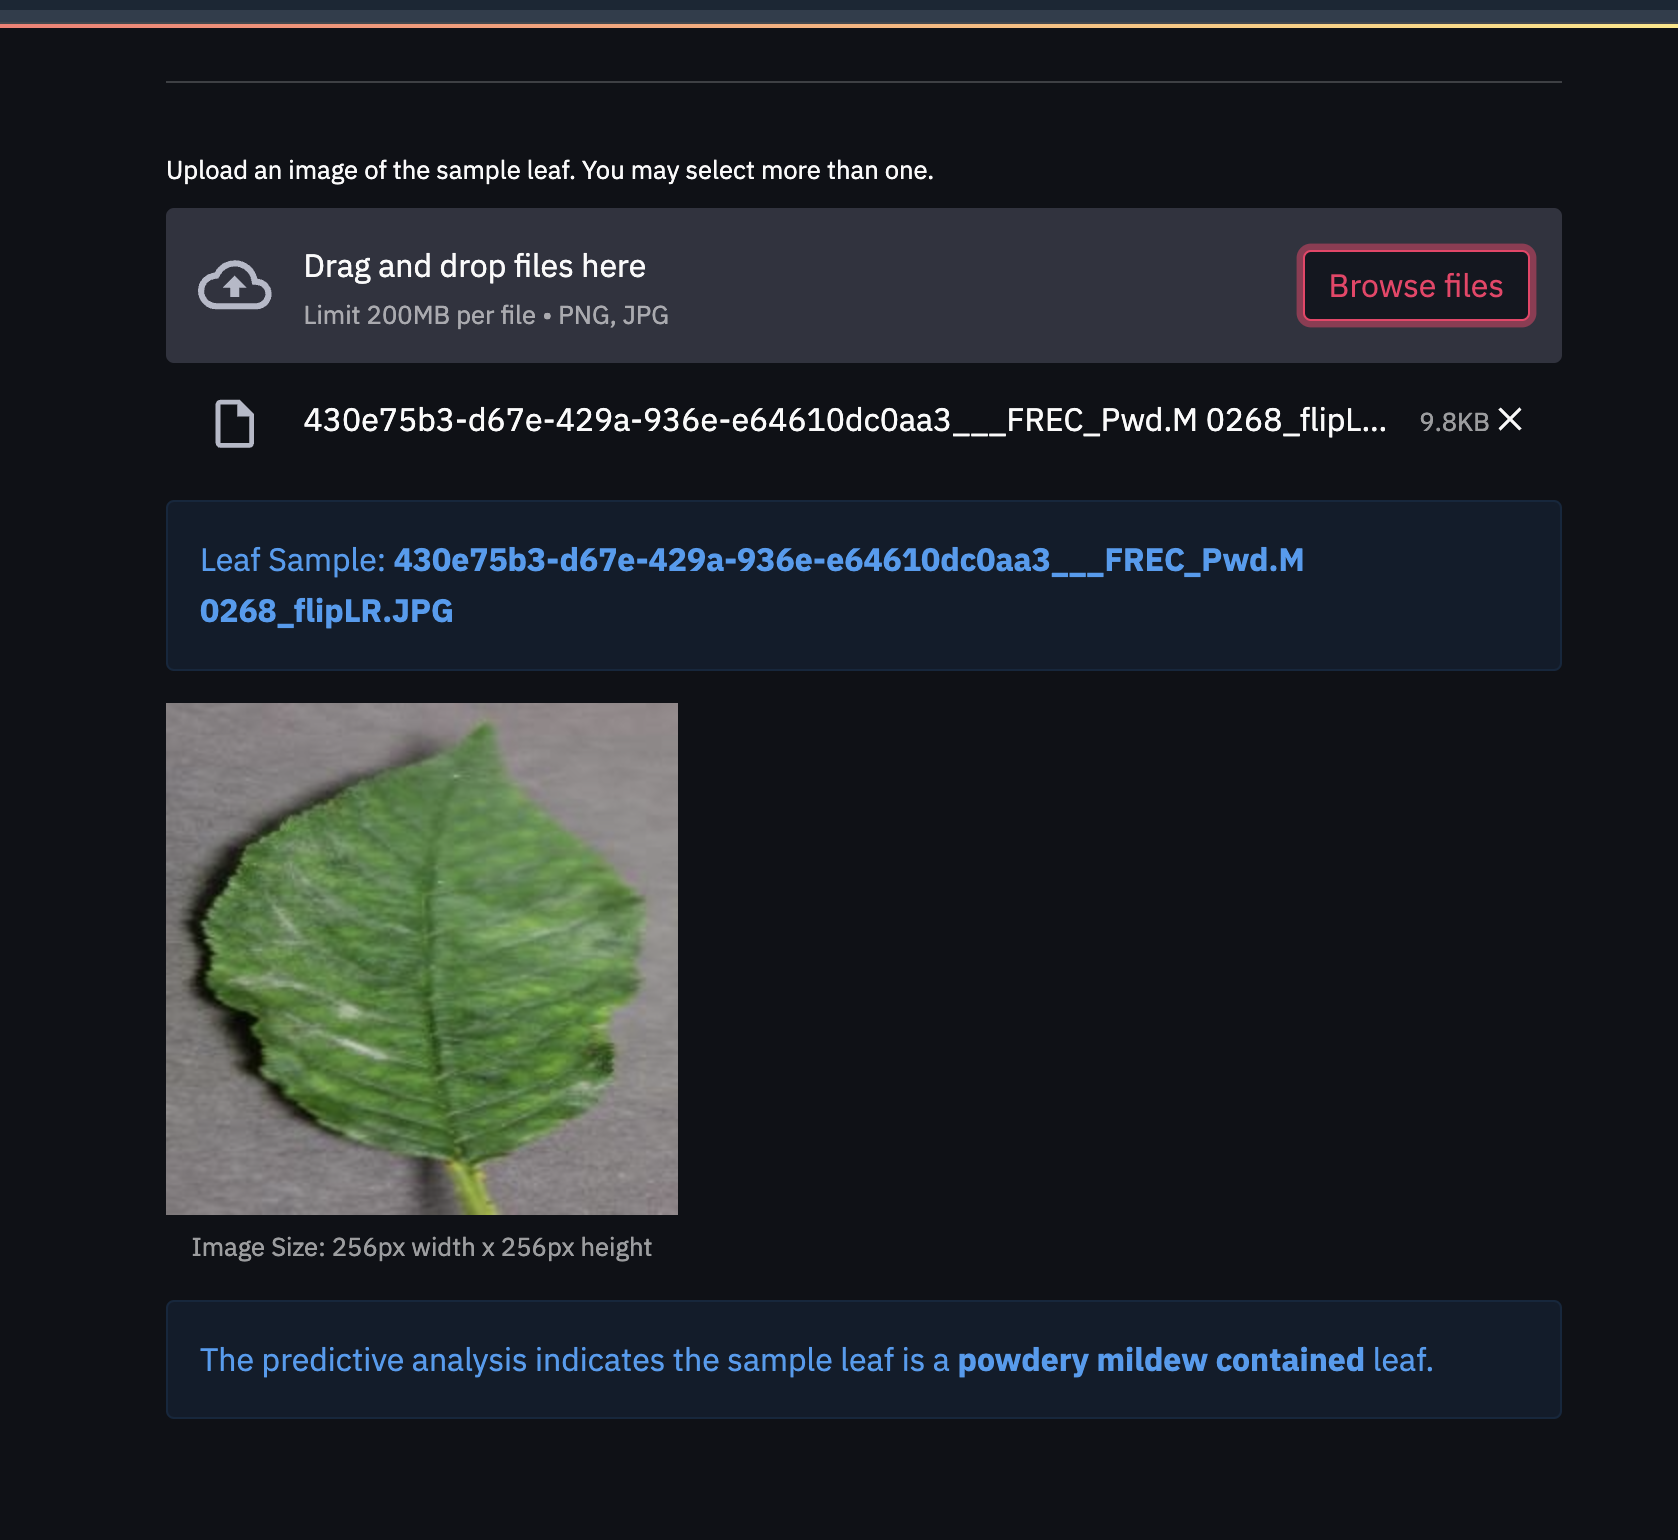 Upload an image of the sample leaf. You may select more than one.
Drag and drop files here
Limit 200MB per file • PNG, JPG
Browse files
430e75b3-d67e-429a-936e-e64610dc0aa3___FREC_Pwd.M 0268_flipL... 9.8KB
Leaf Sample: 430e75b3-d67e-429a-936e-e64610dc0aa3___FREC_Pwd.M
0268_flipLR.JPG
Image Size: 256px width x 256px height
The predictive analysis indicates the sample leaf is a powdery mildew contained leaf.